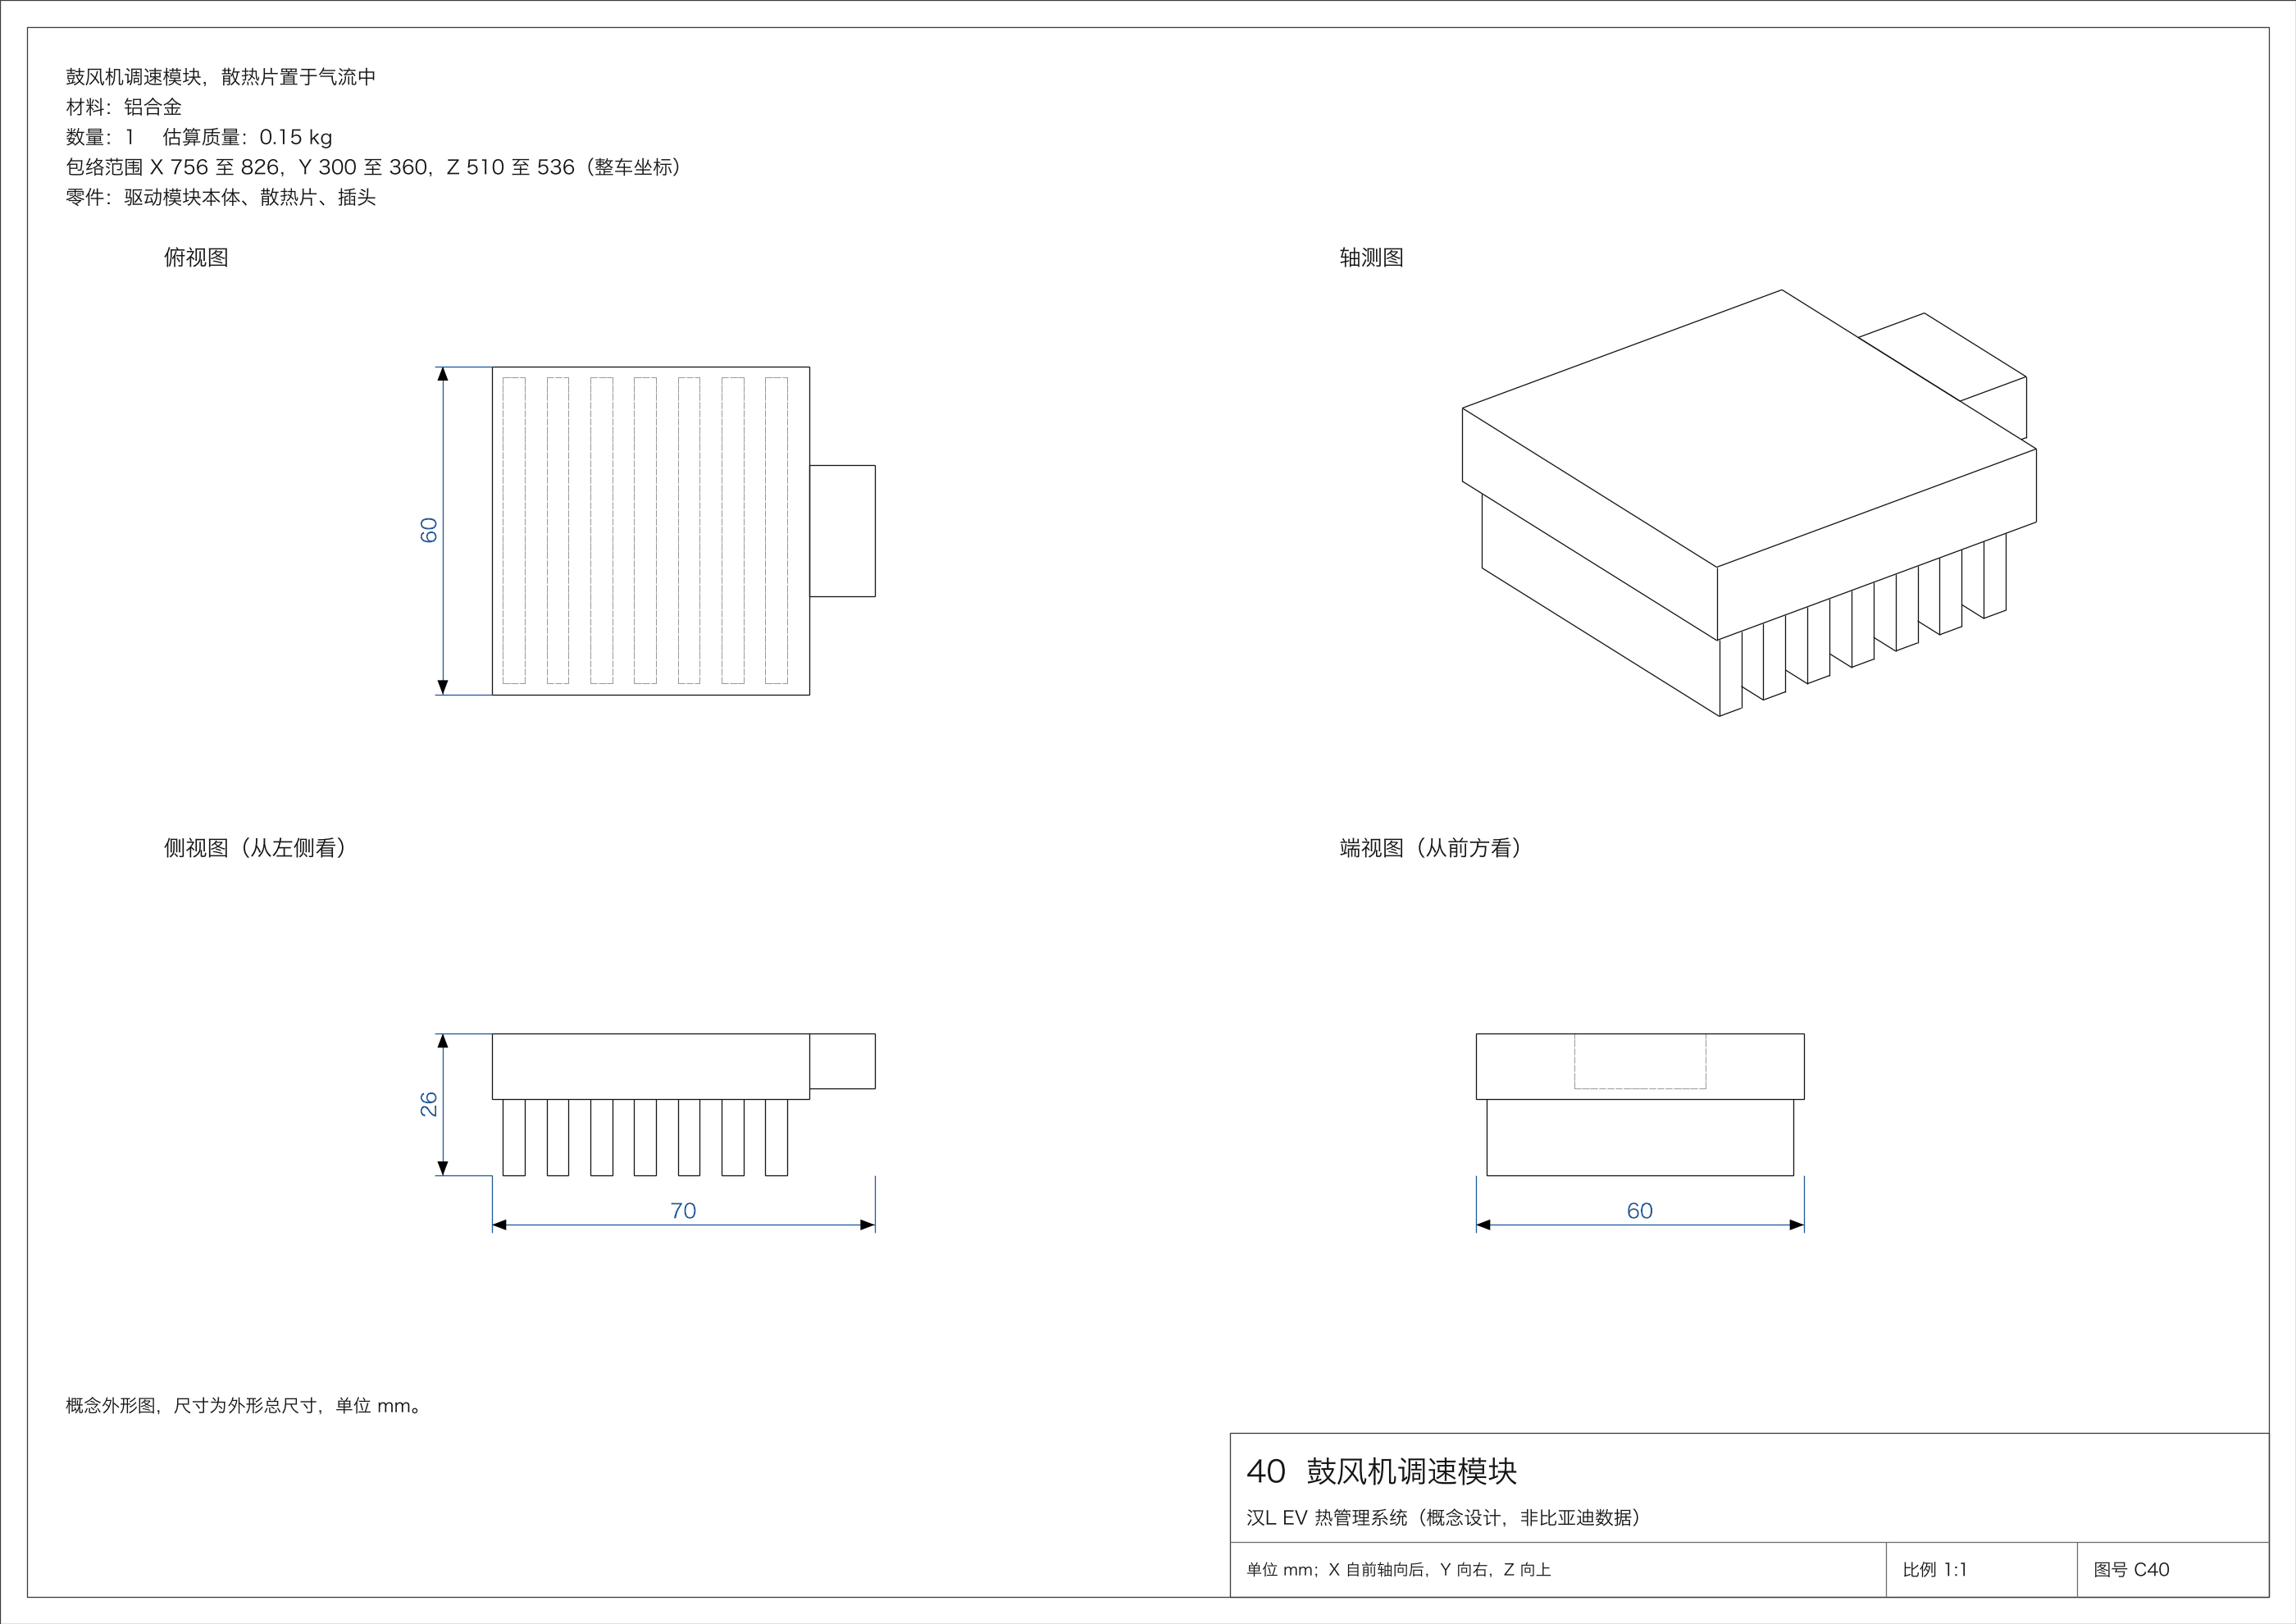 鼓风机调速模块，散热片置于气流中
材料：铝合金
数量：1 估算质量：0.15 kg
包络范围 X 756 至 826，Y 300 至 360，Z 510 至 536（整车坐标）
零件：驱动模块本体、散热片、插头
俯视图
轴测图
60
侧视图（从左侧看）
端视图（从前方看）
26
70
60
概念外形图，尺寸为外形总尺寸，单位 mm。
40 鼓风机调速模块
汉L EV 热管理系统（概念设计，非比亚迪数据）
单位 mm；X 自前轴向后，Y 向右，Z 向上
比例 1:1
图号 C40